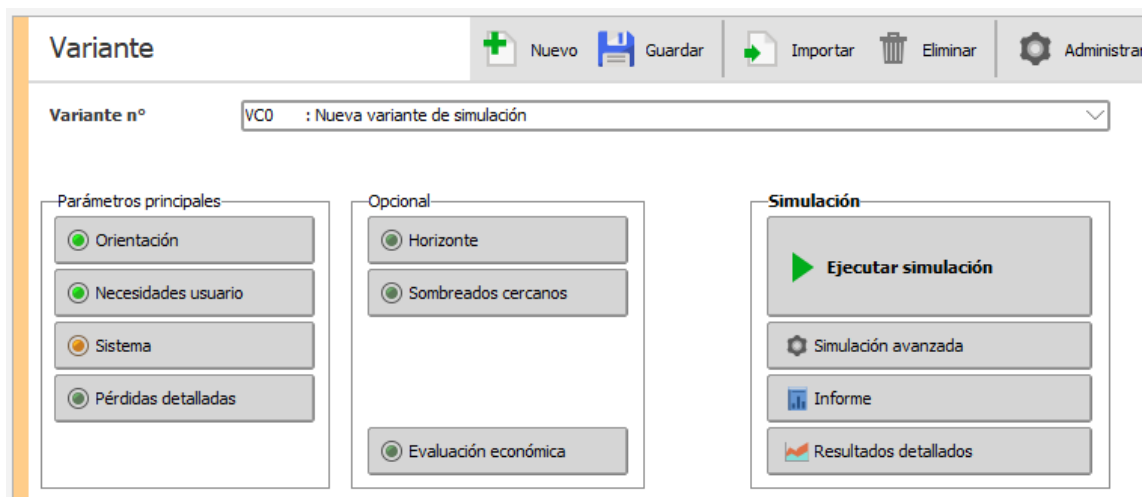 Variante
Nuevo
Guardar
Importar
Eliminar
Administrar
Variante n°
VC0 : Nueva variante de simulación
Parámetros principales
Orientación
Necesidades usuario
Sistema
Pérdidas detalladas
Opcional
Horizonte
Sombreados cercanos
Evaluación económica
Simulación
Ejecutar simulación
Simulación avanzada
Informe
Resultados detallados